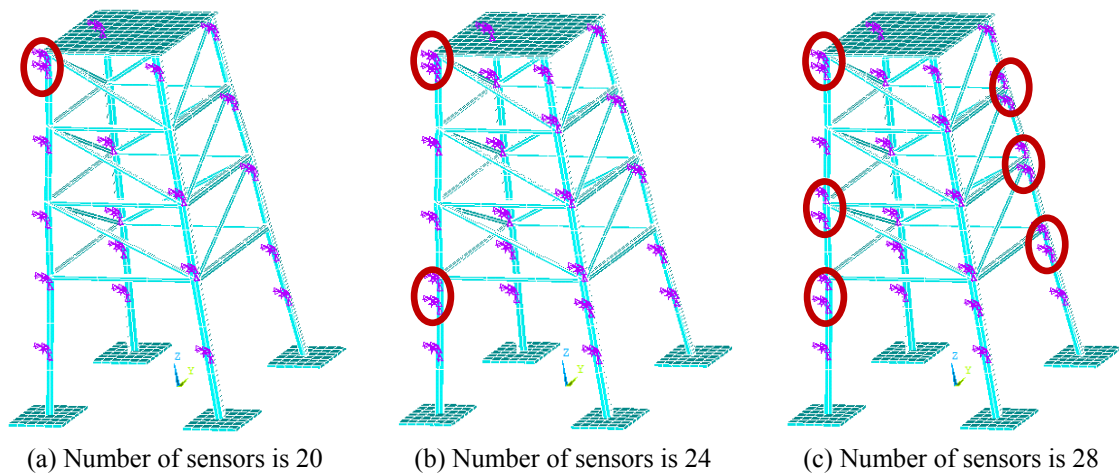 Z
Y
Z
Y
Z
Y
(a) Number of sensors is 20
(b) Number of sensors is 24
(c) Number of sensors is 28